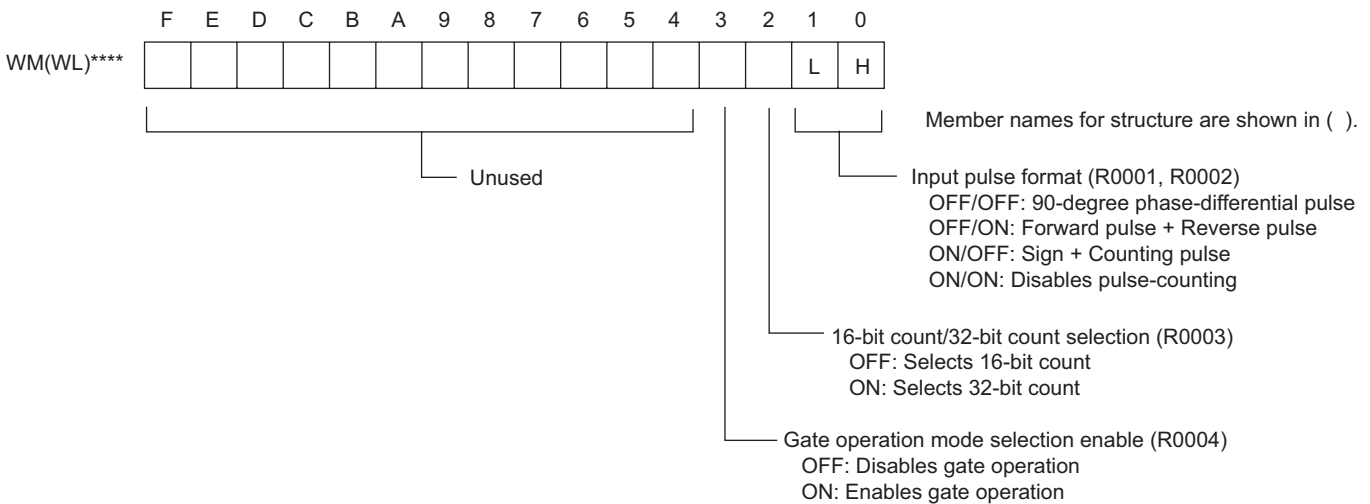 F E D C B A 9 8 7 6 5 4 3 2 1 0
WM(WL)****
L H
Member names for structure are shown in ( ).
Unused
Input pulse format (R0001, R0002)
OFF/OFF: 90-degree phase-differential pulse
OFF/ON: Forward pulse + Reverse pulse
ON/OFF: Sign + Counting pulse
ON/ON: Disables pulse-counting
16-bit count/32-bit count selection (R0003)
OFF: Selects 16-bit count
ON: Selects 32-bit count
Gate operation mode selection enable (R0004)
OFF: Disables gate operation
ON: Enables gate operation